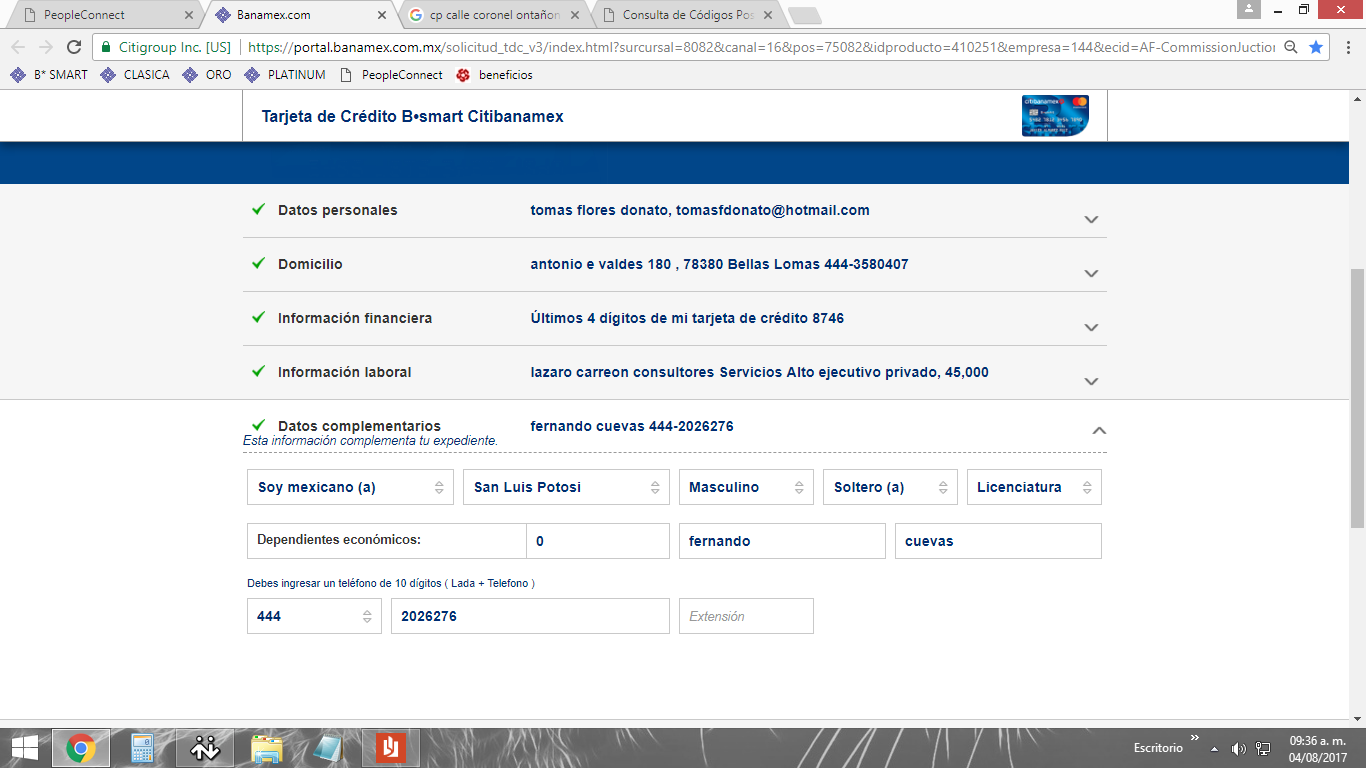 PeopleConnect
Banamex.com
cp calle coronel ontañon
Consulta de Códigos Pos
Citigroup Inc. [US] https://portal.banamex.com.mx/solicitud_tdc_v3/index.html?sursursal=8082&canal=16&pos=75082&idproducto=410251&empresa=144&ecid=AF-CommissionJuction
B* SMART CLASICA ORO PLATINUM PeopleConnect beneficios
Tarjeta de Crédito B•smart Citibanamex
citibanamex
Datos personales tomas flores donato, tomasfdonato@hotmail.com
Domicilio antonio e valdes 180 , 78380 Bellas Lomas 444-3580407
Información financiera Últimos 4 dígitos de mi tarjeta de crédito 8746
Información laboral lazaro carreon consultores Servicios Alto ejecutivo privado, 45,000
Datos complementarios fernando cuevas 444-2026276
Esta información complementa tu expediente.
Soy mexicano (a) San Luis Potosi Masculino Soltero (a) Licenciatura
Dependientes económicos: 0 fernando cuevas
Debes ingresar un teléfono de 10 dígitos ( Lada + Telefono )
444 2026276 Extensión
Escritorio
09:36 a. m.
04/08/2017